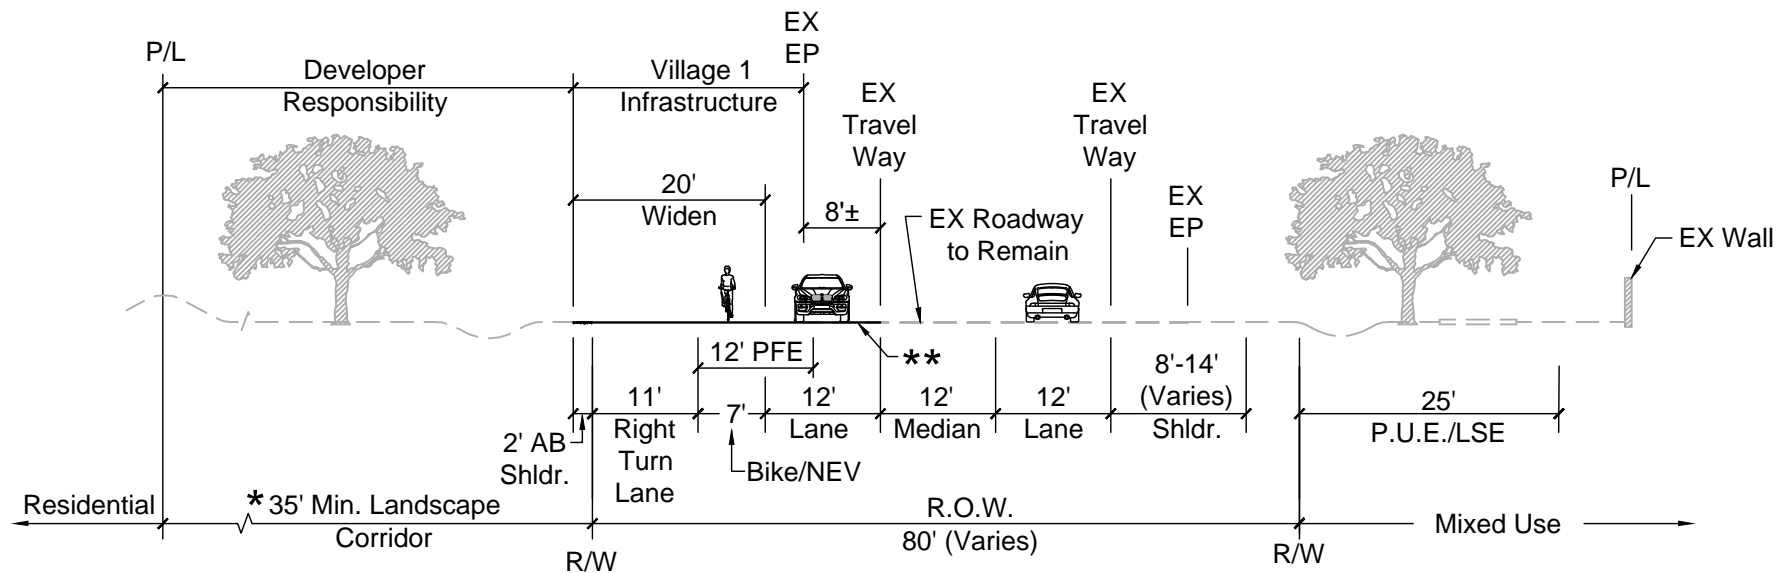 EX
EP
P/L
Developer
Responsibility
Village 1
Infrastructure
EX
Travel
Way
EX
Travel
Way
20'
Widen
8'±
EX Roadway
to Remain
EX
EP
P/L
EX Wall
12' PFE
**
2' AB
Shldr.
11'
Right
Turn
Lane
7'
Bike/NEV
12'
Lane
12'
Median
12'
Lane
8'-14'
(Varies)
Shldr.
25'
P.U.E./LSE
Residential
* 35' Min. Landscape
Corridor
R/W
R.O.W.
80' (Varies)
R/W
Mixed Use